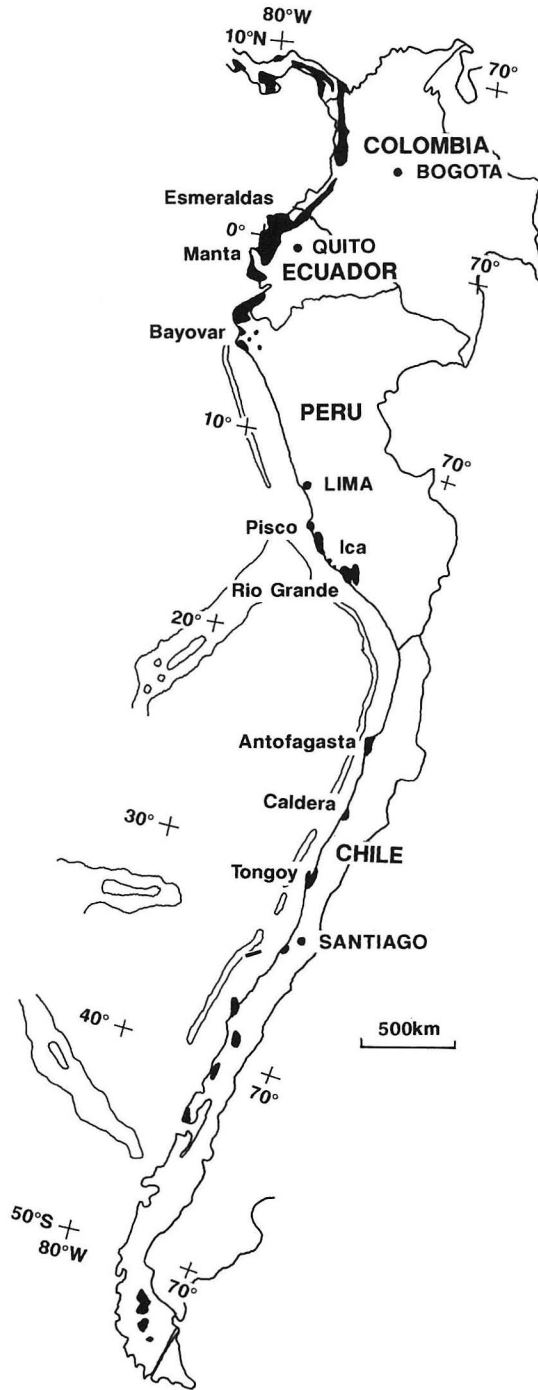 80°W
10°N
70°
COLOMBIA
BOGOTA
Esmeraldas
0°
QUITO
Manta
ECUADOR
70°
Bayovar
PERU
10°
70°
LIMA
Pisco
Ica
Rio Grande
20°
Antofagasta
Caldera
30°
CHILE
Tongoy
SANTIAGO
40°
500km
70°
50°S
80°W
70°